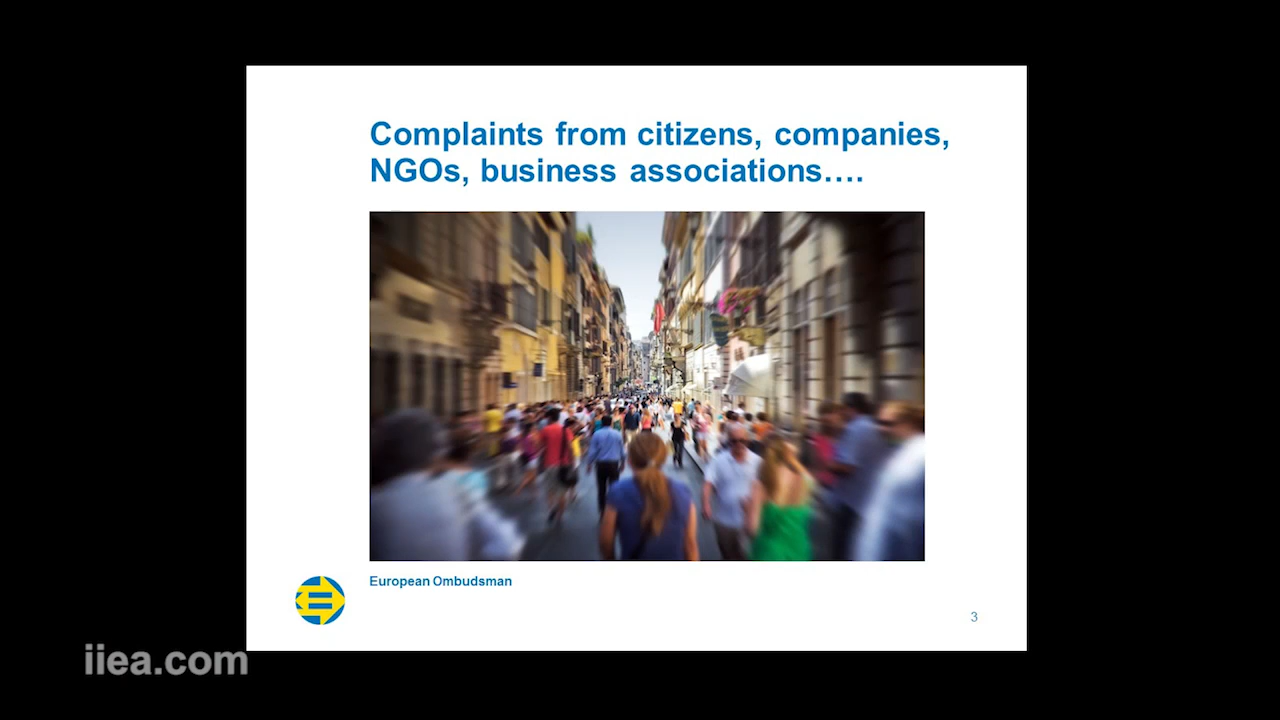 Complaints from citizens, companies,
NGOs, business associations….
European Ombudsman
3
iiea.com